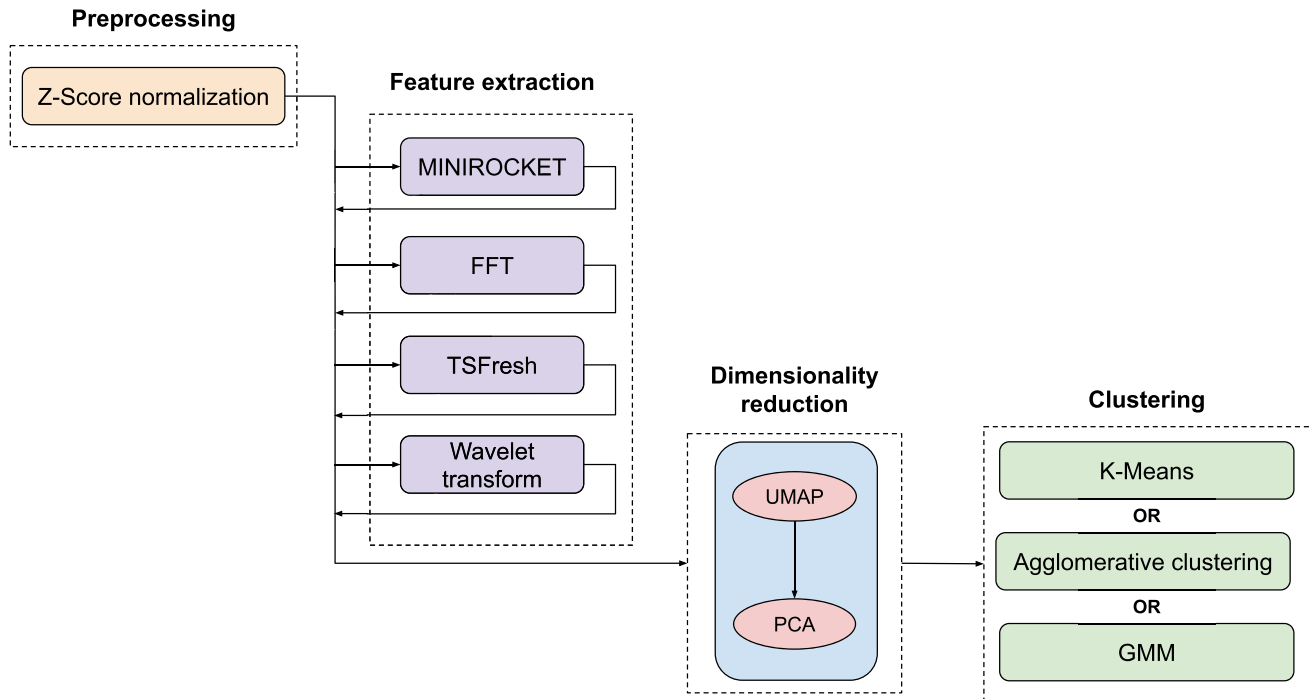 Preprocessing
Z-Score normalization
Feature extraction
MINIROCKET
FFT
TSFresh
Wavelet
transform
Dimensionality
reduction
UMAP
PCA
Clustering
K-Means
OR
Agglomerative clustering
OR
GMM